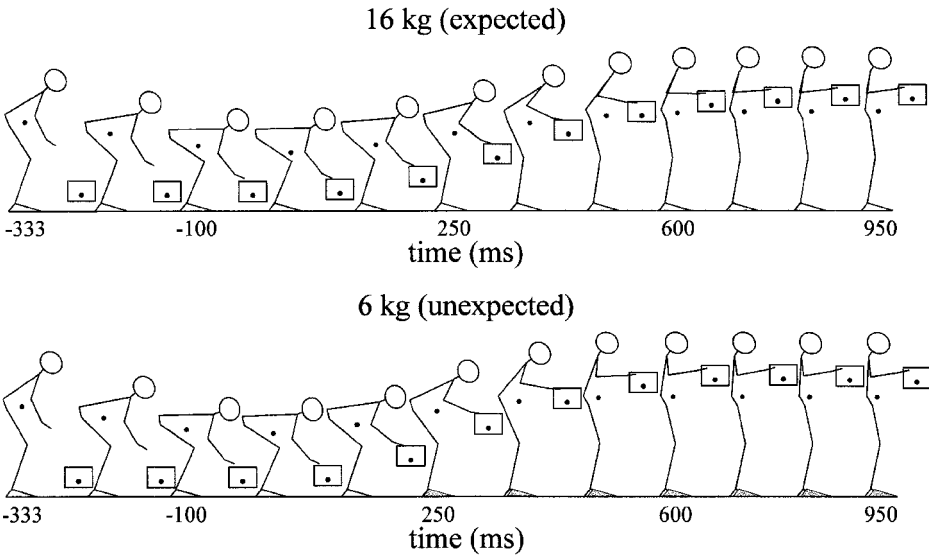 16 kg (expected)
-333 -100 250 600 950
time (ms)
6 kg (unexpected)
-333 -100 250 600 950
time (ms)